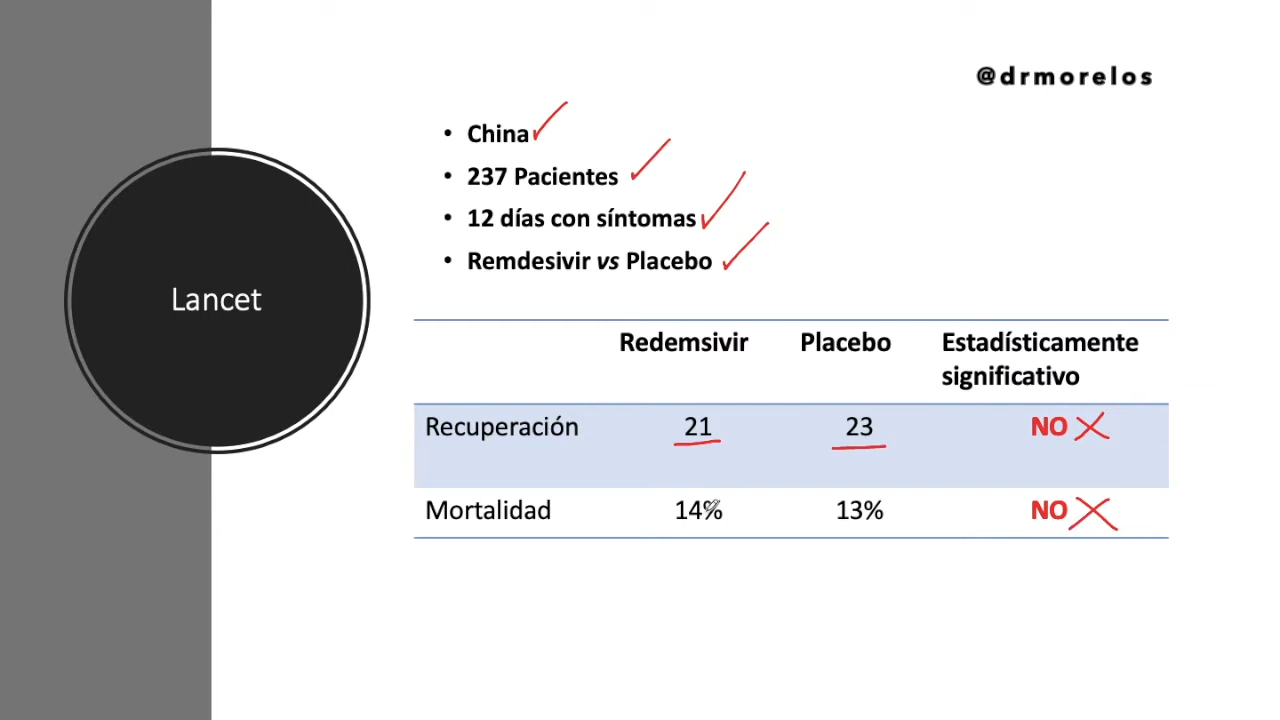 @drmorelos
• China
• 237 Pacientes
• 12 días con síntomas
• Remdesivir vs Placebo
Lancet
Redemsivir Placebo Estadísticamente
significativo
Recuperación 21 23 NO
Mortalidad 14% 13% NO